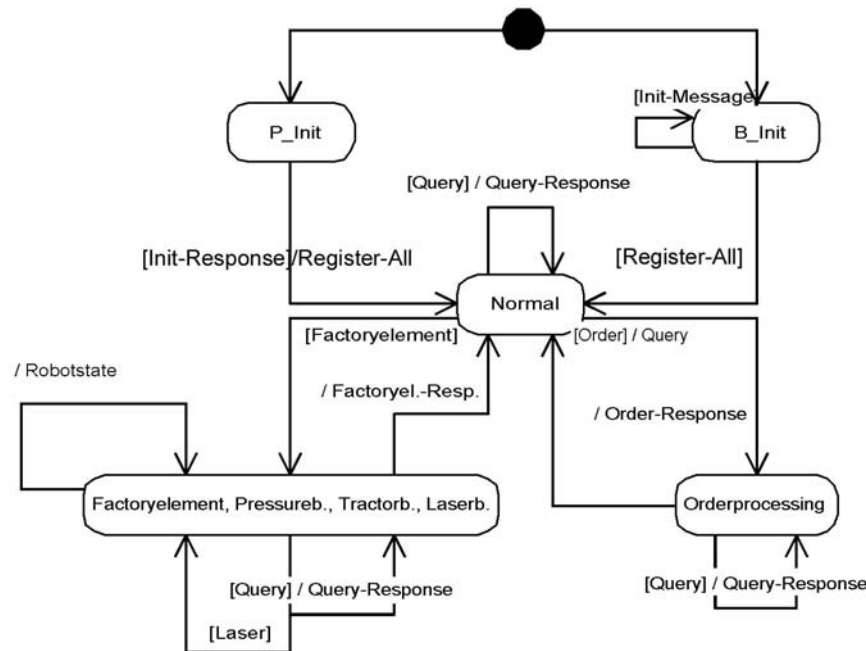 [Init-Message]
P_Init
B_Init
[Query] / Query-Response
[Init-Response]/Register-All
[Register-All]
Normal
[Factoryelement]
[Order] / Query
/ Robotstate
/ Factoryel.-Resp.
/ Order-Response
Factoryelement, Pressureb., Tractorb., Laserb.
Orderprocessing
[Query] / Query-Response
[Query] / Query-Response
[Laser]